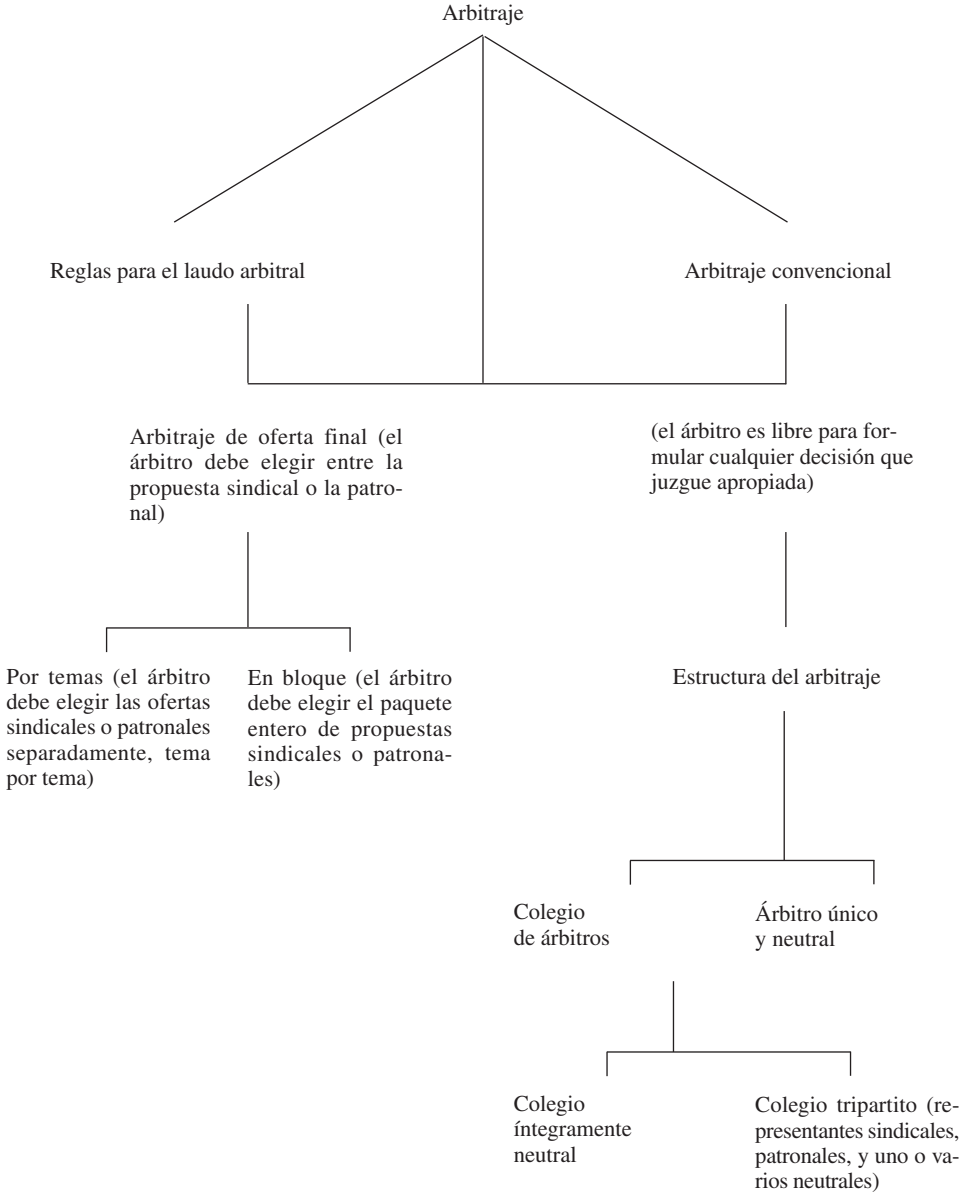 Arbitraje
Reglas para el laudo arbitral
Arbitraje convencional
Arbitraje de oferta final (el
árbitro debe elegir entre la
propuesta sindical o la patro-
nal)
(el árbitro es libre para for-
mular cualquier decisión que
juzgue apropiada)
Por temas (el árbitro
debe elegir las ofertas
sindicales o patronales
separadamente, tema
por tema)
En bloque (el árbitro
debe elegir el paquete
entero de propuestas
sindicales o patrona-
les)
Estructura del arbitraje
Colegio
de árbitros
Árbitro único
y neutral
Colegio
íntegramente
neutral
Colegio tripartito (re-
presentantes sindicales,
patronales, y uno o va-
rios neutrales)